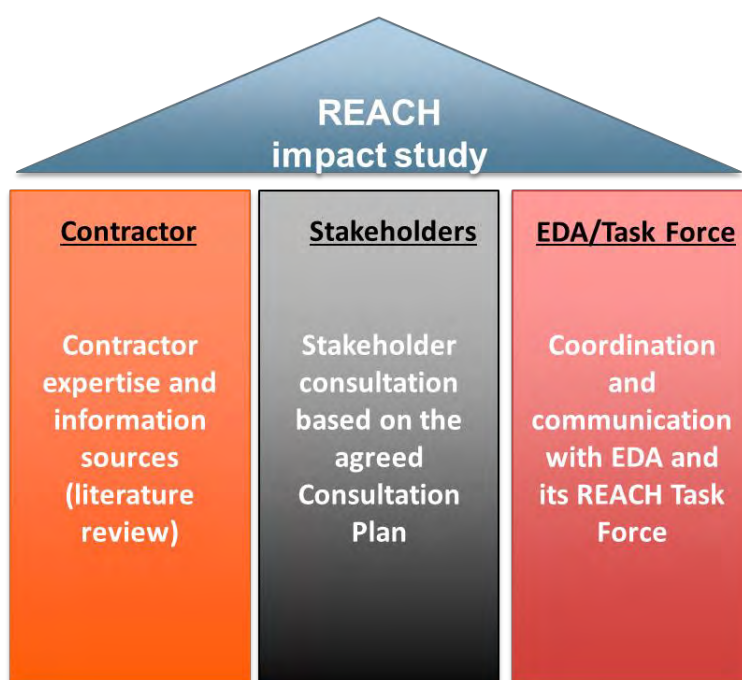 REACH
impact study
Contractor
Contractor
expertise and
information
sources
(literature
review)
Stakeholders
Stakeholder
consultation
based on the
agreed
Consultation
Plan
EDA/Task Force
Coordination
and
communication
with EDA and
its REACH Task
Force